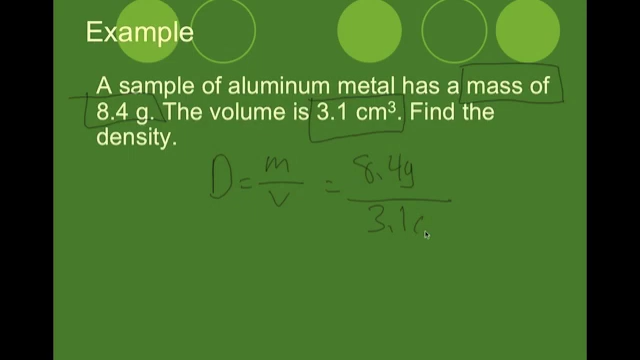 Example
A sample of aluminum metal has a mass of
8.4 g. The volume is 3.1 cm³. Find the
density.
D = m/v = 8.4g/3.1c